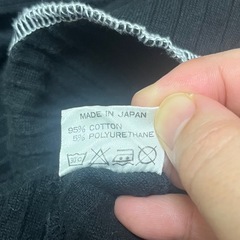 MADE IN JAPAN
95% COTTON
5% POLYURETHANE